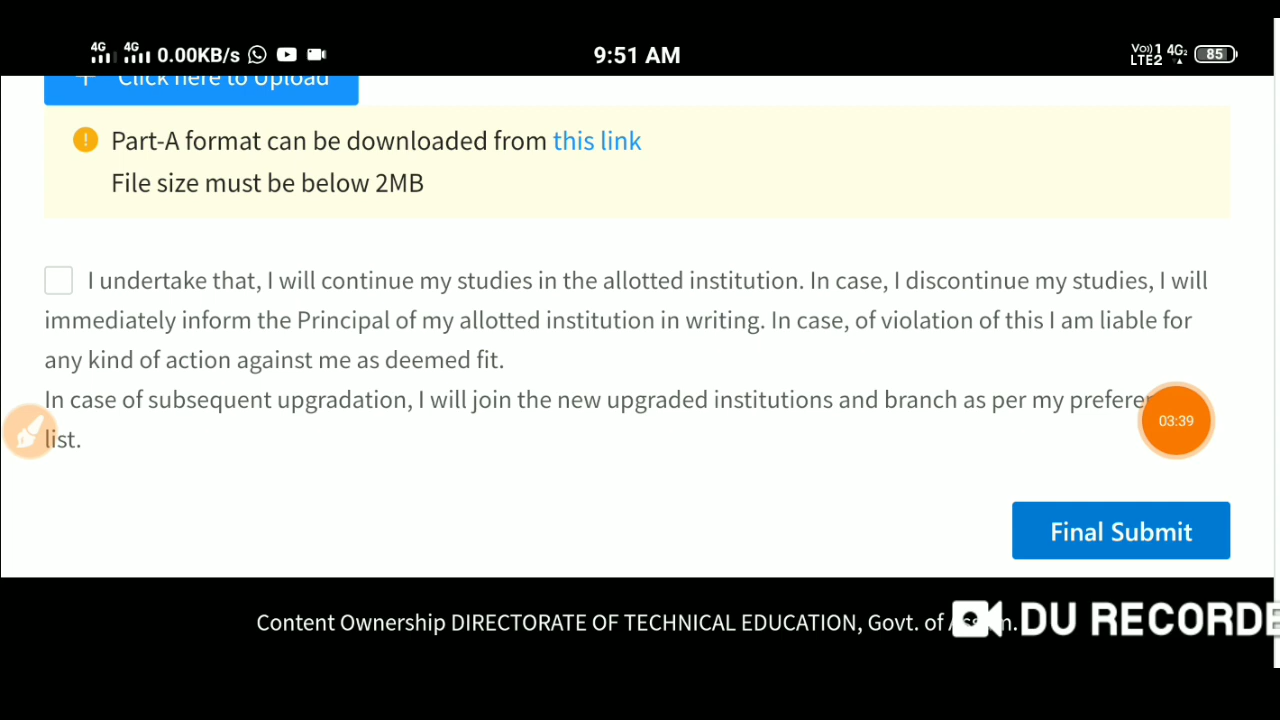 4G 4G 0.00KB/s 9:51 AM Vo)) 1 4G2 LTE2 85
+ Click here to Upload
Part-A format can be downloaded from this link
File size must be below 2MB
I undertake that, I will continue my studies in the allotted institution. In case, I discontinue my studies, I will
immediately inform the Principal of my allotted institution in writing. In case, of violation of this I am liable for
any kind of action against me as deemed fit.
In case of subsequent upgradation, I will join the new upgraded institutions and branch as per my prefere
list.
03:39
Final Submit
Content Ownership DIRECTORATE OF TECHNICAL EDUCATION, Govt. of
DU RECORDE